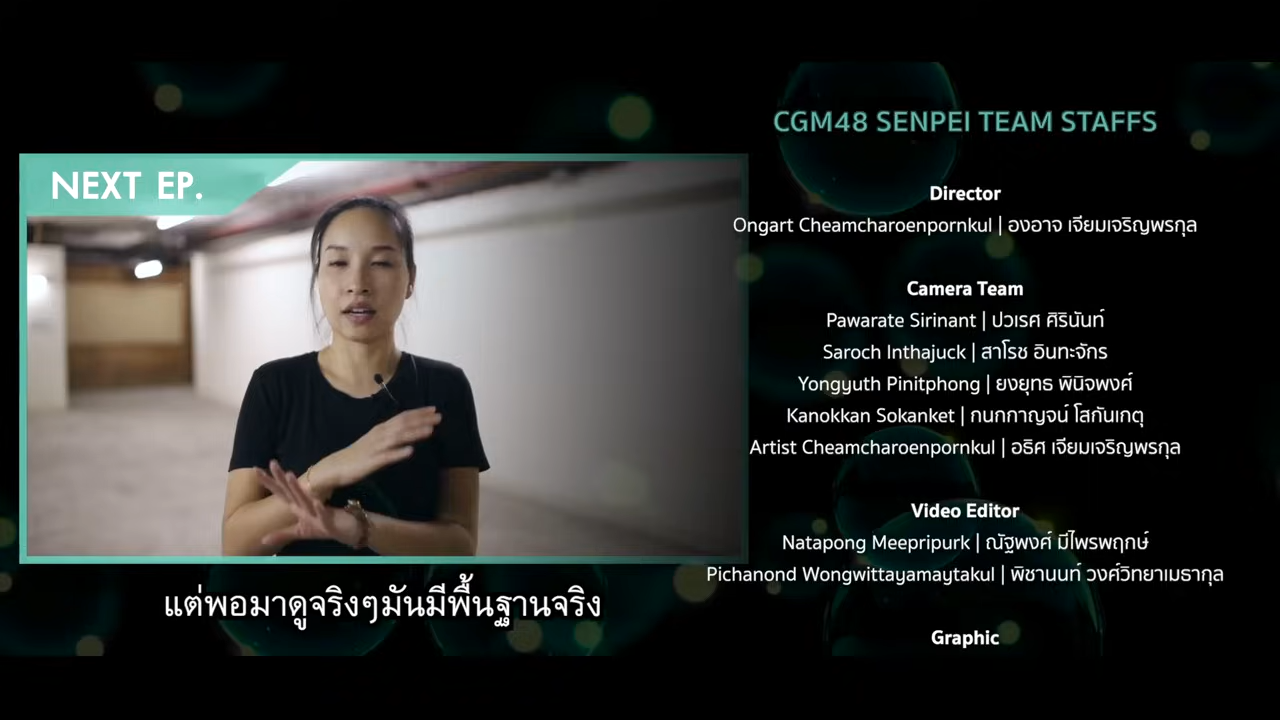 NEXT EP.
แต่พอมาดูจริงๆมันมีพื้นฐานจริง
CGM48 SENPEI TEAM STAFFS
Director
Ongart Cheamcharoenpornkul | องอาจ เจียมเจริญพรกุล
Camera Team
Pawarate Sirinant | ปวเรศ ศิรินันท์
Saroch Inthajuck | สาโรช อินทะจักร
Yongyuth Pinitphong | ยงยุทธ พินิจพงศ์
Kanokkan Sokanket | กนกกาญจน์ โสกันเกตุ
Artist Cheamcharoenpornkul | อธิศ เจียมเจริญพรกุล
Video Editor
Natapong Meepripurk | ณัฐพงศ์ มีไพรพฤกษ์
Pichanond Wongwittayamaytakul | พิชานนท์ วงศ์วิทยาเมธากุล
Graphic